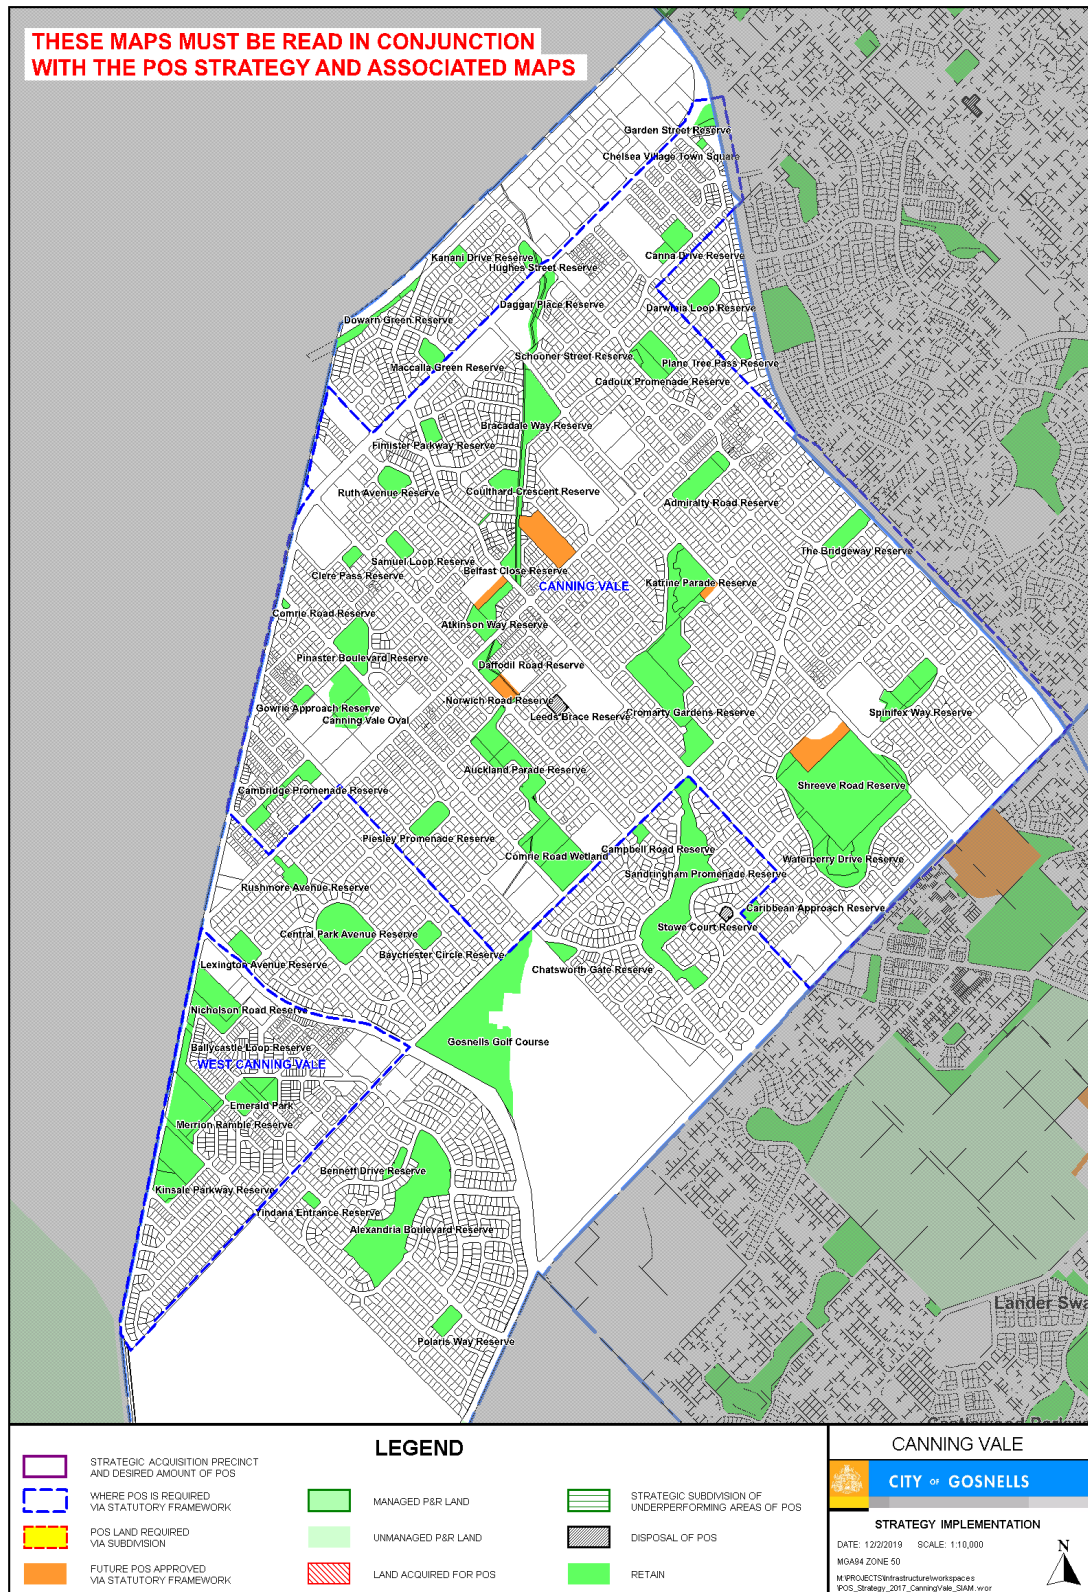 THESE MAPS MUST BE READ IN CONJUNCTION
WITH THE POS STRATEGY AND ASSOCIATED MAPS
Garden Street Reserve
Chelsea Village Town Square
Canna Drive Reserve
Kanani Drive Reserve
Hughes Street Reserve
Daggar Place Reserve
Darwinia Loop Reserve
Dowarn Green Reserve
Schooner Street Reserve
Plane Tree Pass Reserve
Maccalla Green Reserve
Cadoux Promenade Reserve
Bracadale Way Reserve
Fimister Parkway Reserve
Ruth Avenue Reserve
Coulthard Crescent Reserve
Admiralty Road Reserve
The Bridgeway Reserve
Samuel Loop Reserve
Clere Pass Reserve
Belfast Close Reserve
CANNING VALE
Katrine Parade Reserve
Comrie Road Reserve
Atkinson Way Reserve
Pinaster Boulevard Reserve
Daffodil Road Reserve
Norwich Road Reserve
Gowrie Approach Reserve
Canning Vale Oval
Leeds Brace Reserve
Cromarty Gardens Reserve
Spinifex Way Reserve
Auckland Parade Reserve
Cambridge Promenade Reserve
Shreeve Road Reserve
Piesley Promenade Reserve
Campbell Road Reserve
Comrie Road Wetland
Waterperry Drive Reserve
Sandringham Promenade Reserve
Rushmore Avenue Reserve
Caribbean Approach Reserve
Stowe Court Reserve
Central Park Avenue Reserve
Baychester Circle Reserve
Lexington Avenue Reserve
Chatsworth Gate Reserve
Nicholson Road Reserve
Gosnells Golf Course
Ballycastle Loop Reserve
WEST CANNING VALE
Emerald Park
Merrion Ramble Reserve
Bennett Drive Reserve
Kinsale Parkway Reserve
Yindana Entrance Reserve
Alexandria Boulevard Reserve
Lander Swa
Polaris Way Reserve
LEGEND
STRATEGIC ACQUISITION PRECINCT
AND DESIRED AMOUNT OF POS
WHERE POS IS REQUIRED
VIA STATUTORY FRAMEWORK
POS LAND REQUIRED
VIA SUBDIVISION
FUTURE POS APPROVED
VIA STATUTORY FRAMEWORK
MANAGED P&R LAND
UNMANAGED P&R LAND
LAND ACQUIRED FOR POS
STRATEGIC SUBDIVISION OF
UNDERPERFORMING AREAS OF POS
DISPOSAL OF POS
RETAIN
CANNING VALE
CITY OF GOSNELLS
STRATEGY IMPLEMENTATION
DATE: 12/2/2019 SCALE: 1:10,000
MGA94 ZONE 50
M:\PROJECTS\Infrastructure\workspaces
\POS_Strategy_2017_CanningVale_SIAM.wor
N